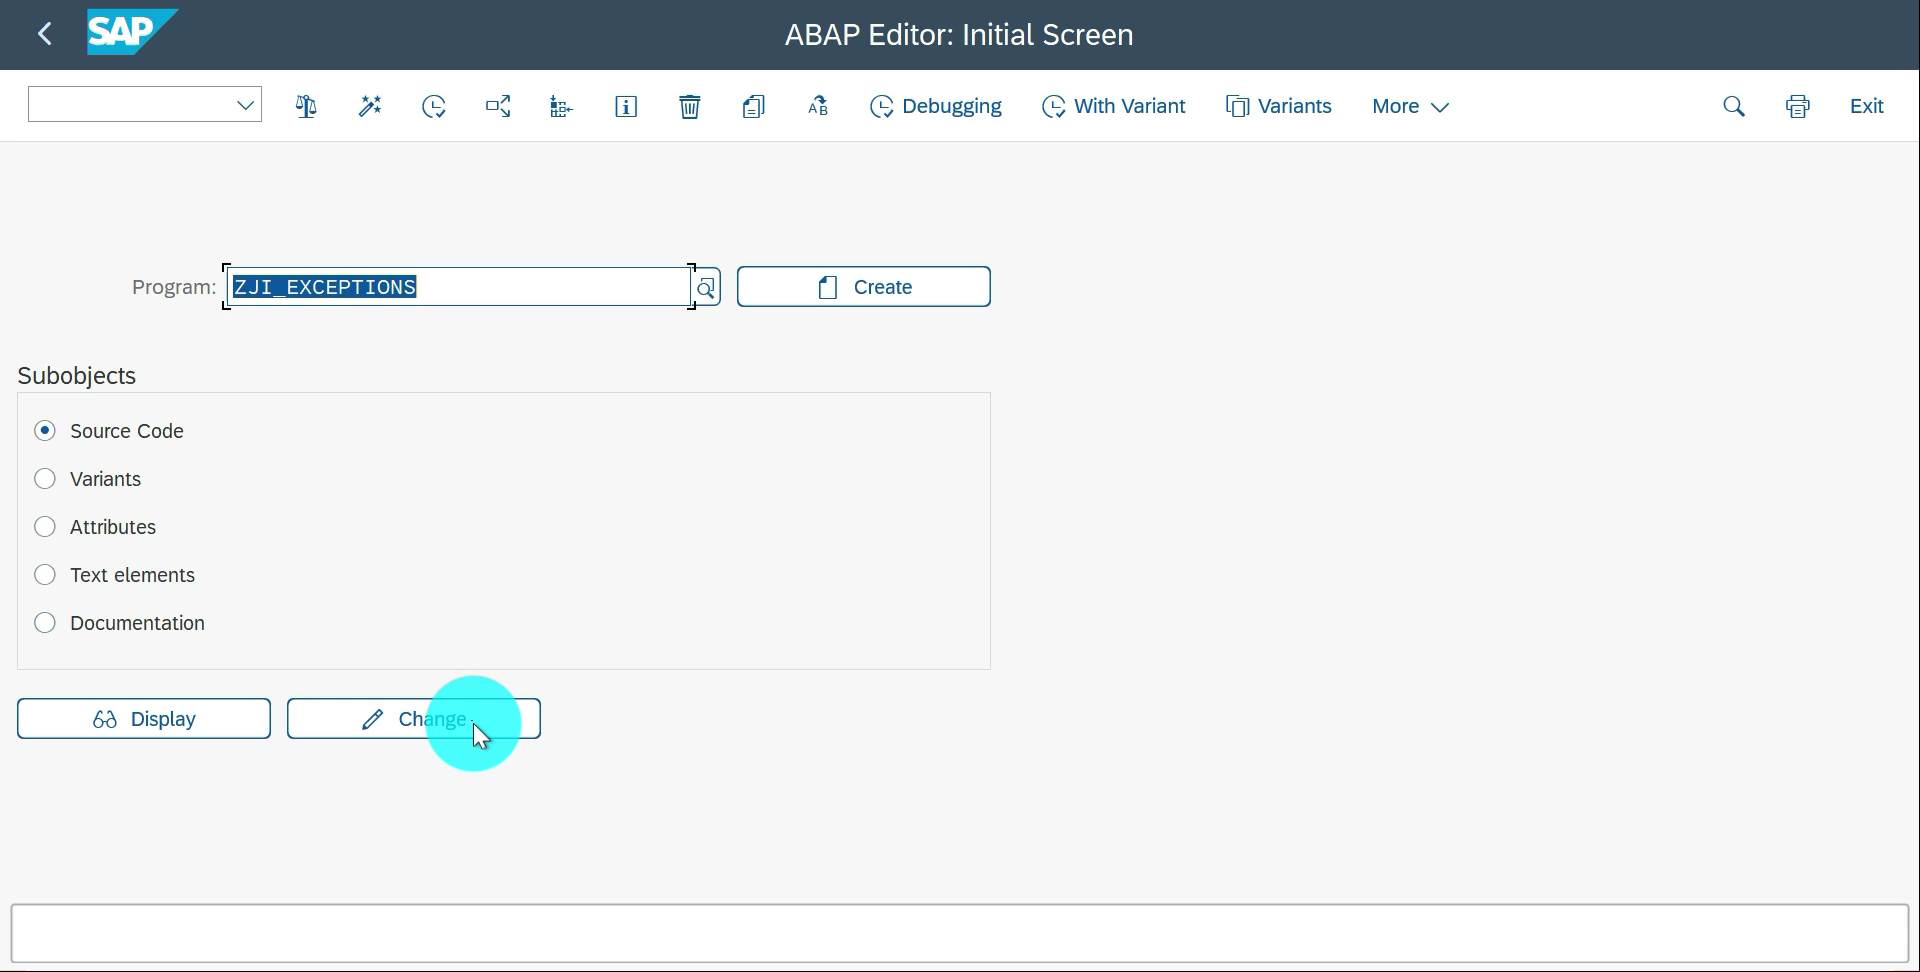 SAP
ABAP Editor: Initial Screen
Debugging With Variant Variants More Exit
Program: ZJI_EXCEPTIONS Create
Subobjects
Source Code
Variants
Attributes
Text elements
Documentation
Display Change